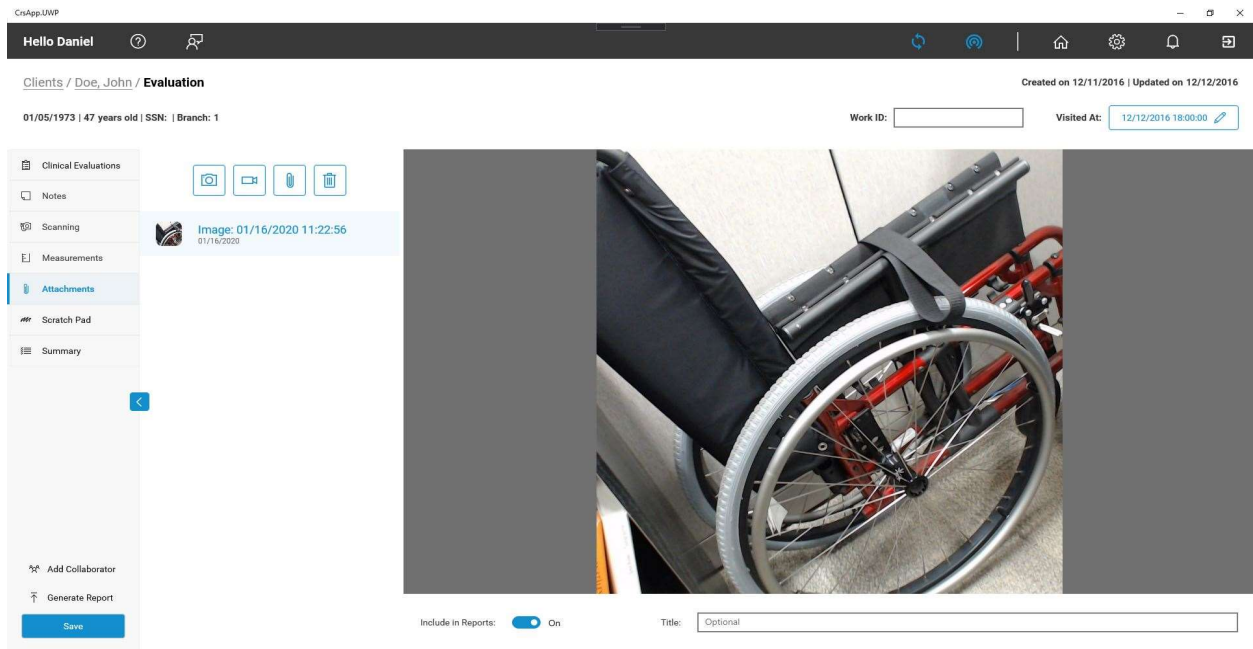 CrsApp.UWP
Hello Daniel
Clients / Doe, John / Evaluation
Created on 12/11/2016 | Updated on 12/12/2016
01/05/1973 | 47 years old | SSN: | Branch: 1
Work ID:
Visited At: 12/12/2016 18:00:00
Clinical Evaluations
Notes
Scanning
Measurements
Attachments
Scratch Pad
Summary
Image: 01/16/2020 11:22:56
01/16/2020
Add Collaborator
Generate Report
Save
Include in Reports: On
Title: Optional